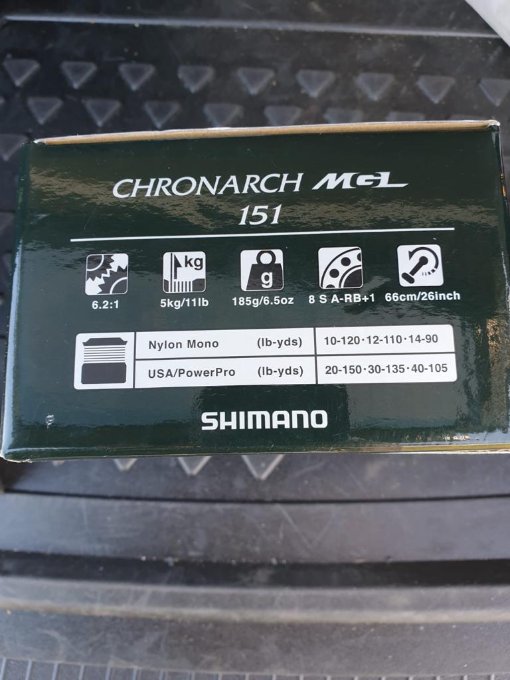 CHRONARCH MGL
151
kg
g
6.2:1 5kg/11lb 185g/6.5oz 8 S A-RB+1 66cm/26inch
Nylon Mono (lb-yds) 10-120・12-110・14-90
USA/PowerPro (lb-yds) 20-150・30-135・40-105
SHIMANO